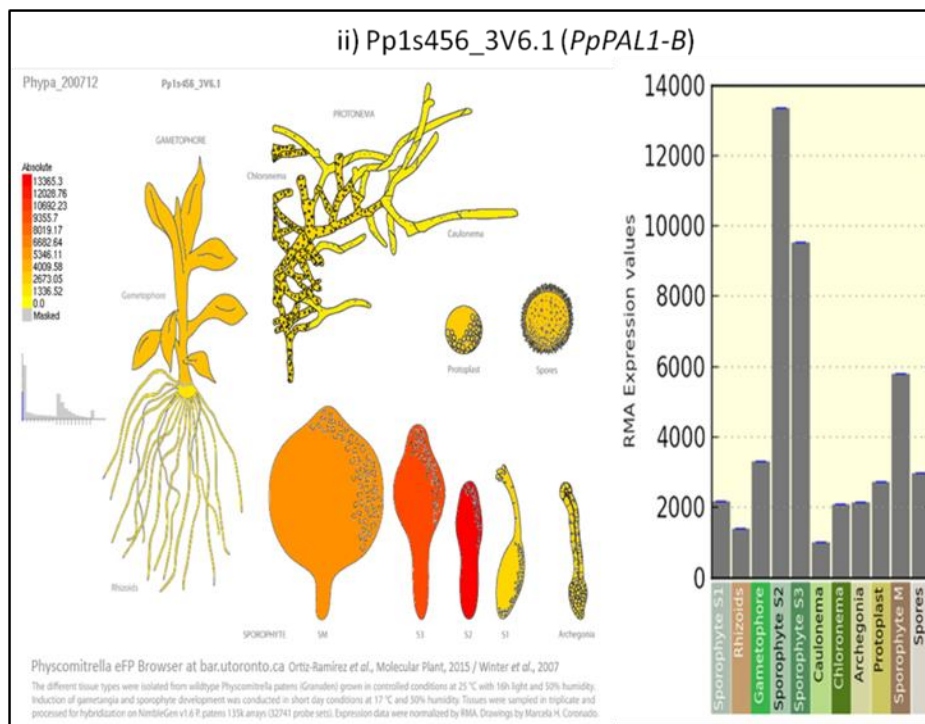 ii) Pp1s456_3V6.1 (PpPAL1-B)
Phypa_200712
Pp1s456_3V6.1
PROTONEMA
GAMETOPHORE
Absolute
13365.3
12028.76
10692.23
9355.7
8019.17
6682.64
5346.11
4009.58
2673.05
1336.52
0.0
Masked
Chloronema
Caulonema
Gametophore
Protoplast
Spores
Rhizoids
SPOROPHYTE
SM
S3
S2
S1
Archegonia
Physcomitrella eFP Browser at bar.utoronto.ca Ortiz-Ramírez et al., Molecular Plant, 2015 / Winter et al., 2007
The different tissue types were isolated from wildtype Physcomitrella patens (Gransden) grown in controlled conditions at 25 °C with 16h light and 50% humidity.
Induction of gametangia and sporophyte development was conducted in short day conditions at 17 °C and 50% humidity. Tissues were sampled in triplicate and
processed for hybridization on NimbleGen v1.6 P. patens 135k arrays (32741 probe sets). Expression data were normalized by RMA. Drawings by Marcela H. Coronado.
RMA Expression values
14000
12000
10000
8000
6000
4000
2000
0
Sporophyte S1
Rhizoids
Gametophore
Sporophyte S2
Sporophyte S3
Caulonema
Chloronema
Archegonia
Protoplast
Sporophyte M
Spores